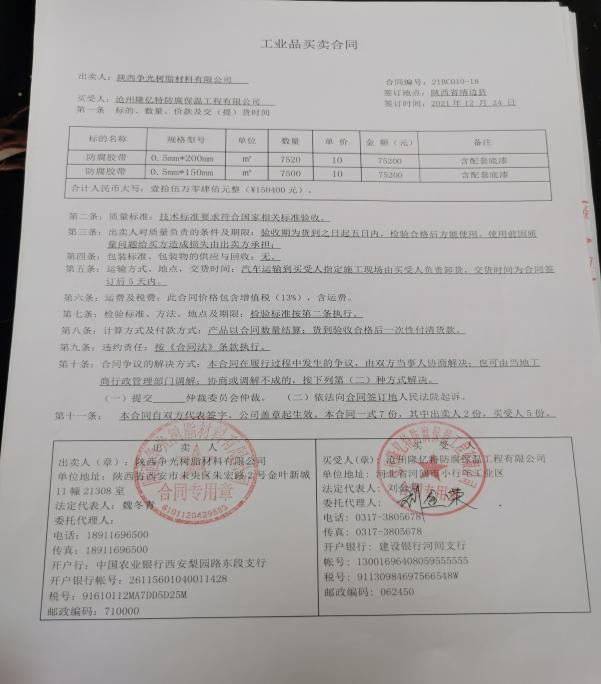 工业品买卖合同
出卖人：陕西争光树脂材料有限公司
合同编号：21BCD10-18
签订地点：陕西省靖边县
买受人：沧州隆亿特防腐保温工程有限公司
签订时间：2021年12月24日
第一条 标的、数量、价款及交（提）货时间
标的名称 规格型号 单位 数量 单价 金额（元） 备注
防腐胶带 0.5mm*200mm ㎡ 7520 10 75200 含配套底漆
防腐胶带 0.5mm*150mm ㎡ 7500 10 75200 含配套底漆
合计人民币大写：壹拾伍万零肆佰元整（¥150400元）。
第二条：质量标准：技术标准要求符合国家相关标准验收。
第三条：出卖人对质量负责的条件及期限：验收期为货到之日起五日内，检验合格后方能使用。使用前因质
量问题给买方造成损失由出卖方承担；
第四条：包装标准、包装物的供应与回收：无。
第五条：运输方式、地点、交货时间：汽车运输到买受人指定施工现场由买受人负责卸货，交货时间为合同签
订后5天内。
第六条：运费及税费：此合同价格包含增值税（13%），含运费。
第七条：检验标准、方法、地点及期限：检验标准按第二条执行。
第八条：计算方式及付款方式：产品以合同数量结算；货到验收合格后一次性付清货款。
第九条：违约责任：按《合同法》条款执行。
第十条：合同争议的解决方式：本合同在履行过程中发生的争议，由双方当事人协商解决；也可由当地工
商行政管理部门调解；协商或调解不成的，按下列第（二）种方式解决。
（一）提交______仲裁委员会仲裁。 （二）依法向合同签订地人民法院起诉。
第十一条： 本合同自双方代表签字、公司盖章起生效。本合同一式7份，其中出卖人2份，买受人5份。
出卖人
出卖人（章）：陕西争光树脂材料有限公司
单位地址：陕西省西安市未央区朱宏路2号金叶新城
11幢21308室
法定代表人：魏冬青
委托代理人：
电话：18911696500
传真：18911696500
开户行：中国农业银行西安梨园路东段支行
开户银行帐号：26115601040011428
税号：91610112MA7DD5D25M
邮政编码：710000
合同专用章
6101120429883
买受人
买受人(章)：沧州隆亿特防腐保温工程有限公司
单位地址：河北省河间市小行车工业区
法定代表人：刘金荣
委托代理人：刘金荣
电话：0317-3805678
传真：0317-3805678
开户银行：建设银行河间支行
帐号：13001696408059555555
税号：91130984697566548W
邮政编码：062450